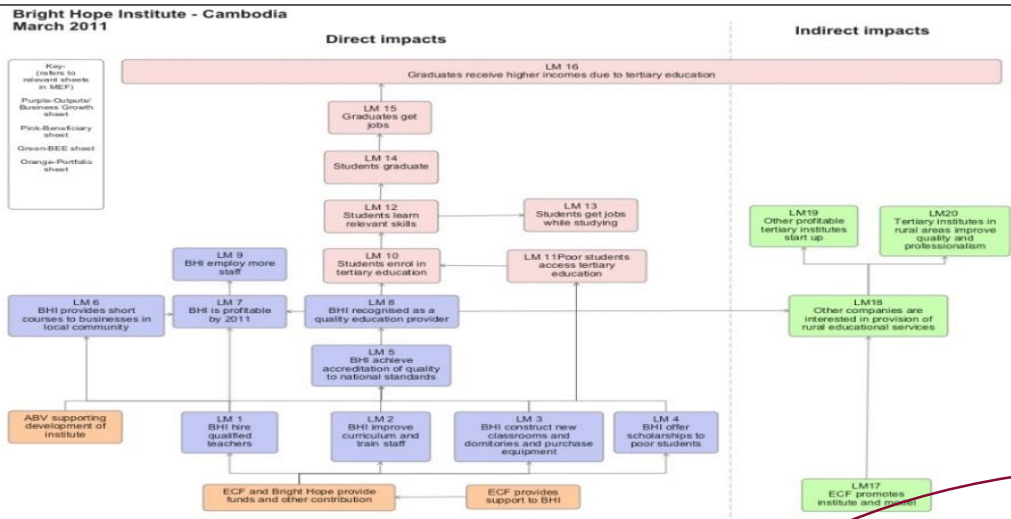 Bright Hope Institute - Cambodia
March 2011
Direct impacts
Indirect impacts
Key-
(refers to
relevant sheets
in MEF)
Purple-Outputs/
Business Growth
sheet
Pink-Beneficiary
sheet
Green-BEE sheet
Orange-Portfolio
sheet
LM 16
Graduates receive higher incomes due to tertiary education
LM 15
Graduates get
jobs
LM 14
Students graduate
LM 12
Students learn
relevant skills
LM 13
Students get jobs
while studying
LM19
Other profitable
tertiary institutes
start up
LM20
Tertiary institutes in
rural areas improve
quality and
professionalism
LM 9
BHI employ more
staff
LM 10
Students enrol in
tertiary education
LM 11Poor students
access tertiary
education
LM 6
BHI provides short
courses to businesses in
local community
LM 7
BHI is profitable
by 2011
LM 8
BHI recognised as a
quality education provider
LM18
Other companies are
interested in provision of
rural educational services
LM 5
BHI achieve
accreditation of quality
to national standards
ABV supporting
development of
institute
LM 1
BHI hire
qualified
teachers
LM 2
BHI improve
curriculum and
train staff
LM 3
BHI construct new
classrooms and
domitories and purchase
equipment
LM 4
BHI offer
scholarships to
poor students
ECF and Bright Hope provide
funds and other contribution
ECF provides
support to BHI
LM17
ECF promotes
institute and model